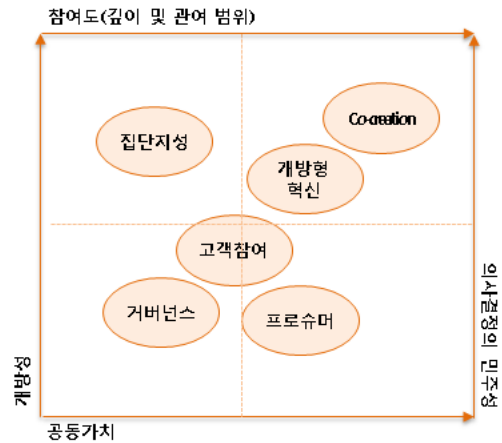 참여도(깊이 및 관여 범위)
Co-creation
집단지성
개방형
혁신
고객참여
거버넌스
프로슈머
개방성
의사결정의 민주성
공동가치